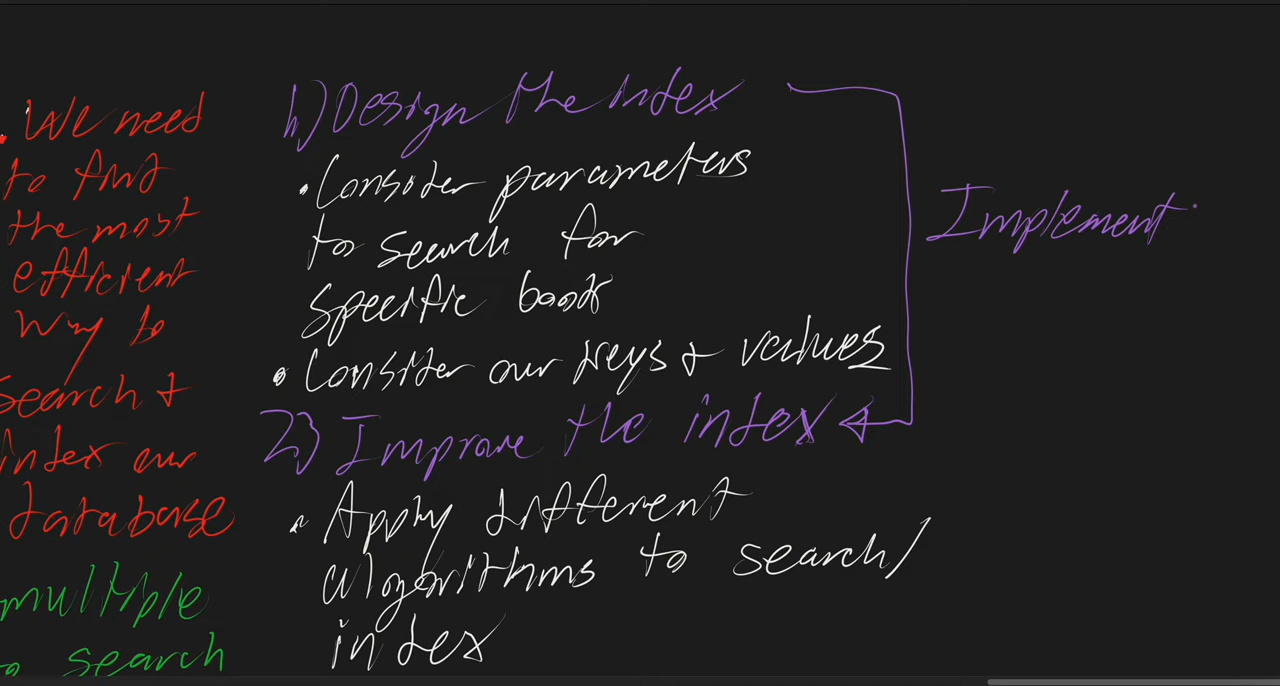 . We need
to find
the most
efficient
way to
search +
index our
database
multiple
to search
1) Design the index
• Consider parameters
to search for
specific books
• Consider our keys + values
2) Improve the index
• Apply different
algorithms to search/
index
Implement